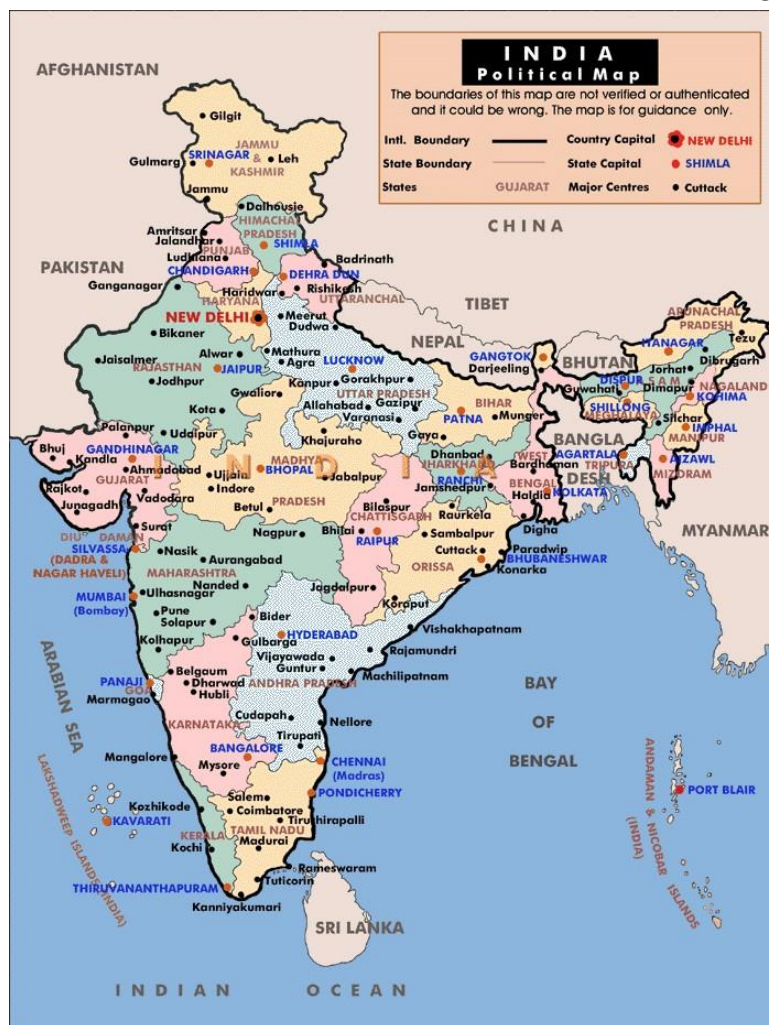 INDIA
Political Map
The boundaries of this map are not verified or authenticated
and it could be wrong. The map is for guidance only.
Intl. Boundary Country Capital NEW DELHI
State Boundary State Capital SHIMLA
States GUJARAT Major Centres Cuttack
AFGHANISTAN
Gilgit
JAMMU
&
KASHMIR
SRINAGAR
Gulmarg
Leh
Jammu
Dalhousie
HIMACHAL
PRADESH
CHINA
Amritsar
Jalandhar
PUNJAB
SHIMLA
Ludhiana
PAKISTAN
CHANDIGARH
DEHRA DUN
Badrinath
Ganganagar
Haridwar
Rishikesh
UTTARANCHAL
HARYANA
TIBET
NEW DELHI
Meerut
Dudwa
Bikaner
NEPAL
ARUNACHAL
PRADESH
Tezu
HANAGAR
Jaisalmer
RAJASTHAN
Alwar
JAIPUR
Mathura
Agra
LUCKNOW
GANGTOK
Darjeeling
BHUTAN
Dibrugarh
Jorhat
Jodhpur
Kanpur
Gorakhpur
UTTAR PRADESH
DISPUR
Guwahati
SAM
Dimapur
NAGALAND
KOHIMA
Gwalior
Allahabad
Gazipur
Varanasi
BIHAR
PATNA
Munger
SHILLONG
MEGHALAYA
Silchar
IMPHAL
MANIPUR
Kota
Khajuraho
Gaya
Palanpur
Udaipur
BANGLA
DESH
Bhuj
Kandla
GANDHINAGAR
Ahmadabad
GUJARAT
INDIA
Ujjain
Indore
MADHYA
PRADESH
BHOPAL
Jabalpur
Dhanbad
JHARKHAND
RANCHI
Jamshedpur
WEST
BENGAL
Bardhaman
AGARTALA
TRIPURA
AIZAWL
MIZORAM
Rajkot
Junagadh
Vadodara
Betul
Bilaspur
CHATTISGARH
Haldia
KOLKATA
Surat
Raurkela
Digha
MYANMAR
DIU
DAMAN
SILVASSA
(DADRA &
NAGAR HAVELI)
Nagpur
Bhilai
RAIPUR
Sambalpur
Cuttack
Paradwip
BHUBANESHWAR
Konarka
ORISSA
Nasik
Aurangabad
MAHARASHTRA
Nanded
Jagdalpur
Koraput
MUMBAI
(Bombay)
Ulhasnagar
Pune
Solapur
Bider
HYDERABAD
Vishakhapatnam
Kolhapur
Gulbarga
Vijayawada
Guntur
Rajamundri
Machilipatnam
ARABIAN SEA
Belgaum
Dharwad
Hubli
ANDHRA PRADESH
PANAJI
GOA
Marmagao
BAY
OF
BENGAL
KARNATAKA
Cudapah
Nellore
Tirupati
Mangalore
BANGALORE
Mysore
CHENNAI
(Madras)
PONDICHERRY
PORT BLAIR
ANDAMAN & NICOBAR ISLANDS
(INDIA)
LAKSHADWEEP ISLANDS (INDIA)
KAVARATI
Kozhikode
Salem
Coimbatore
Tiruthirapalli
KERALA
TAMIL NADU
Kochi
Madurai
Rameswaram
THIRUVANANTHAPURAM
Tuticorin
Kanniyakumari
SRI LANKA
INDIAN OCEAN